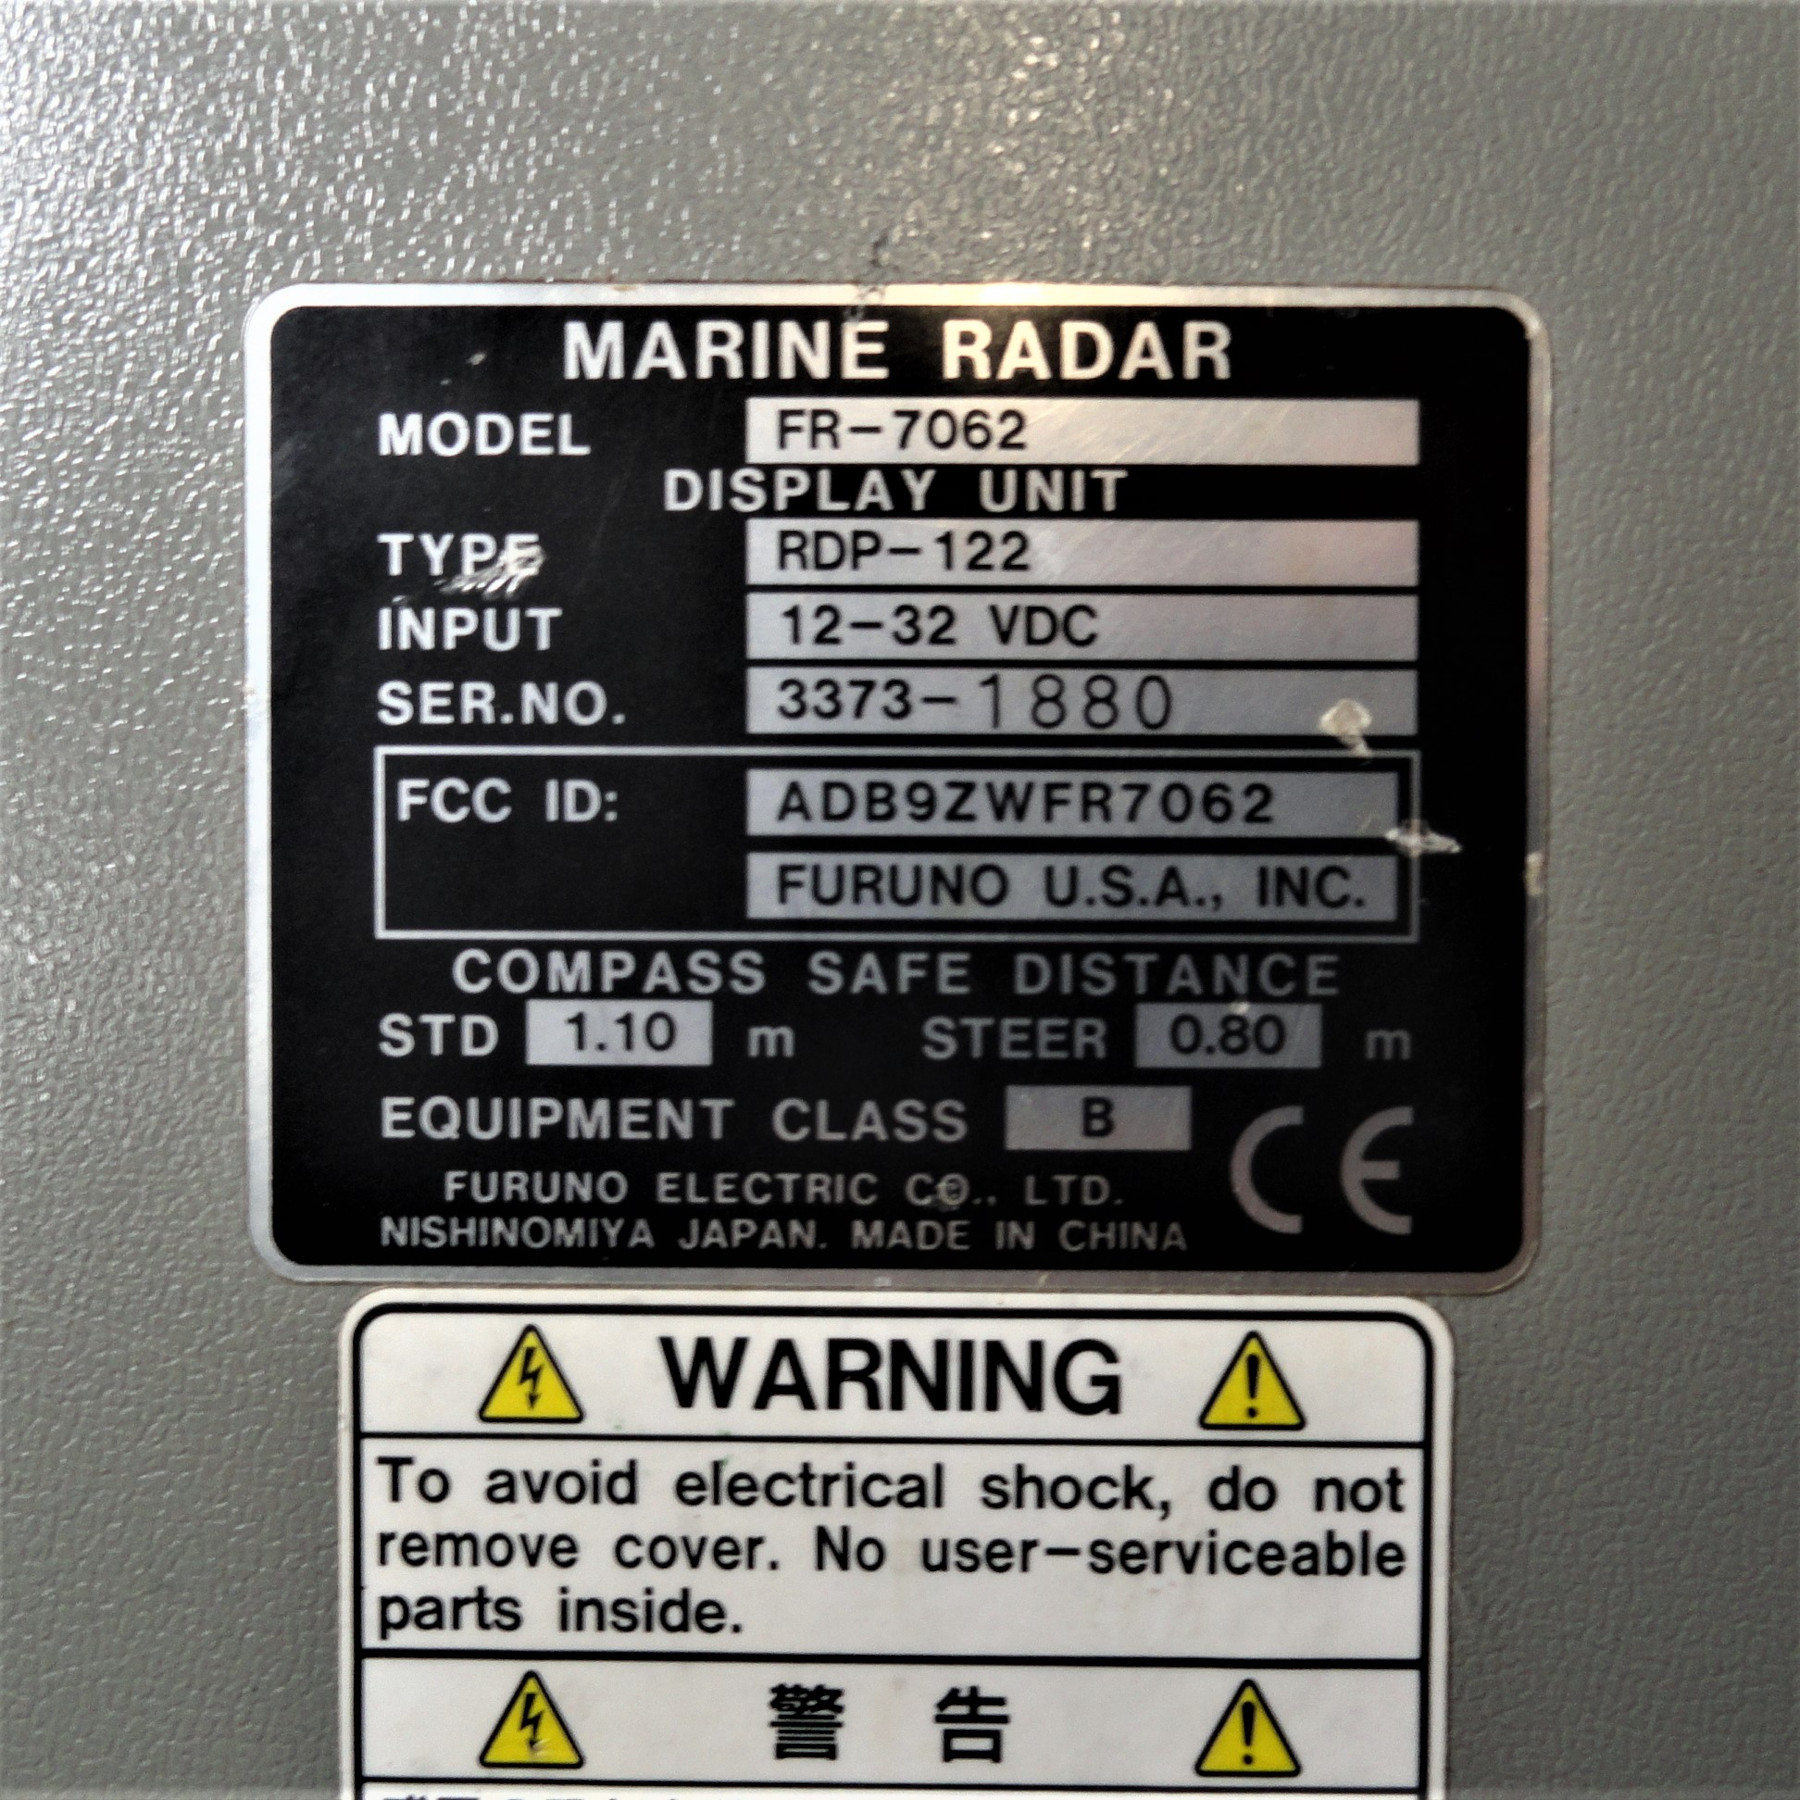 MARINE RADAR
MODEL FR-7062
DISPLAY UNIT
TYPE RDP-122
INPUT 12-32 VDC
SER.NO. 3373-1880
FCC ID: ADB9ZWFR7062
FURUNO U.S.A., INC.
COMPASS SAFE DISTANCE
STD 1.10 m STEER 0.80 m
EQUIPMENT CLASS B
CE
FURUNO ELECTRIC CO., LTD.
NISHINOMIYA JAPAN. MADE IN CHINA
WARNING
To avoid electrical shock, do not
remove cover. No user-serviceable
parts inside.
警告